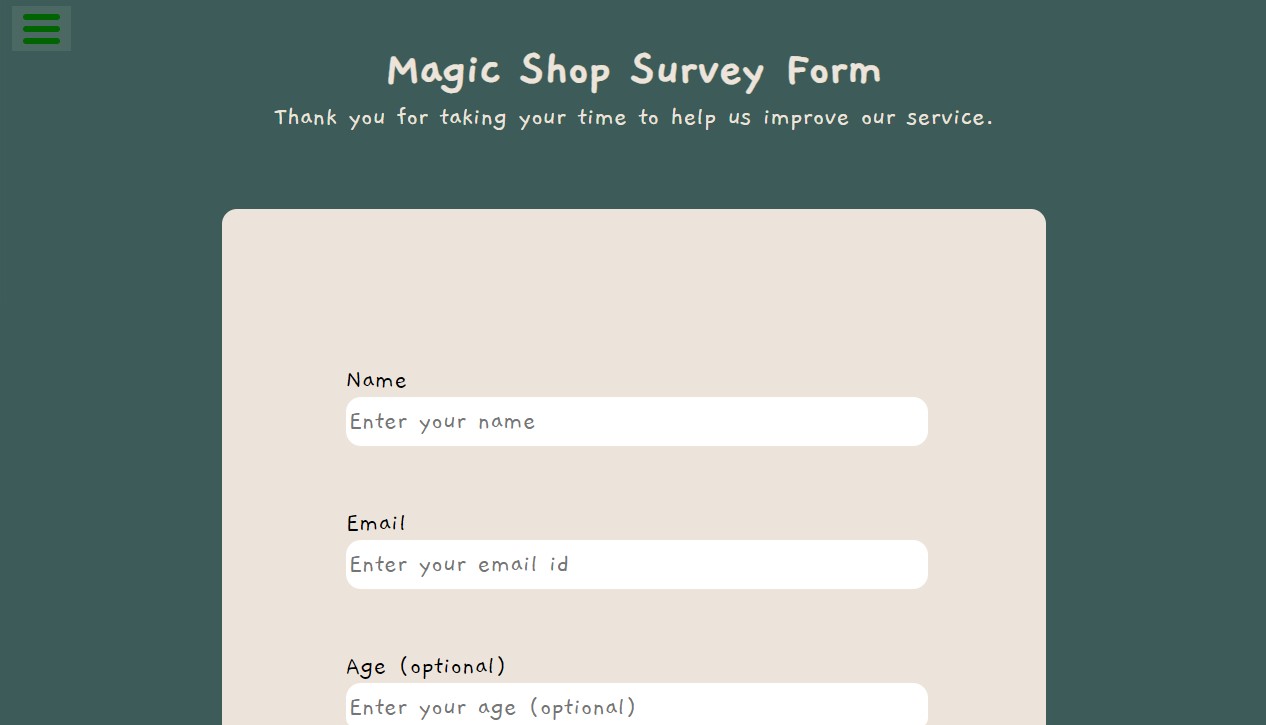 Magic Shop Survey Form
Thank you for taking your time to help us improve our service.
Name
Enter your name
Email
Enter your email id
Age (optional)
Enter your age (optional)